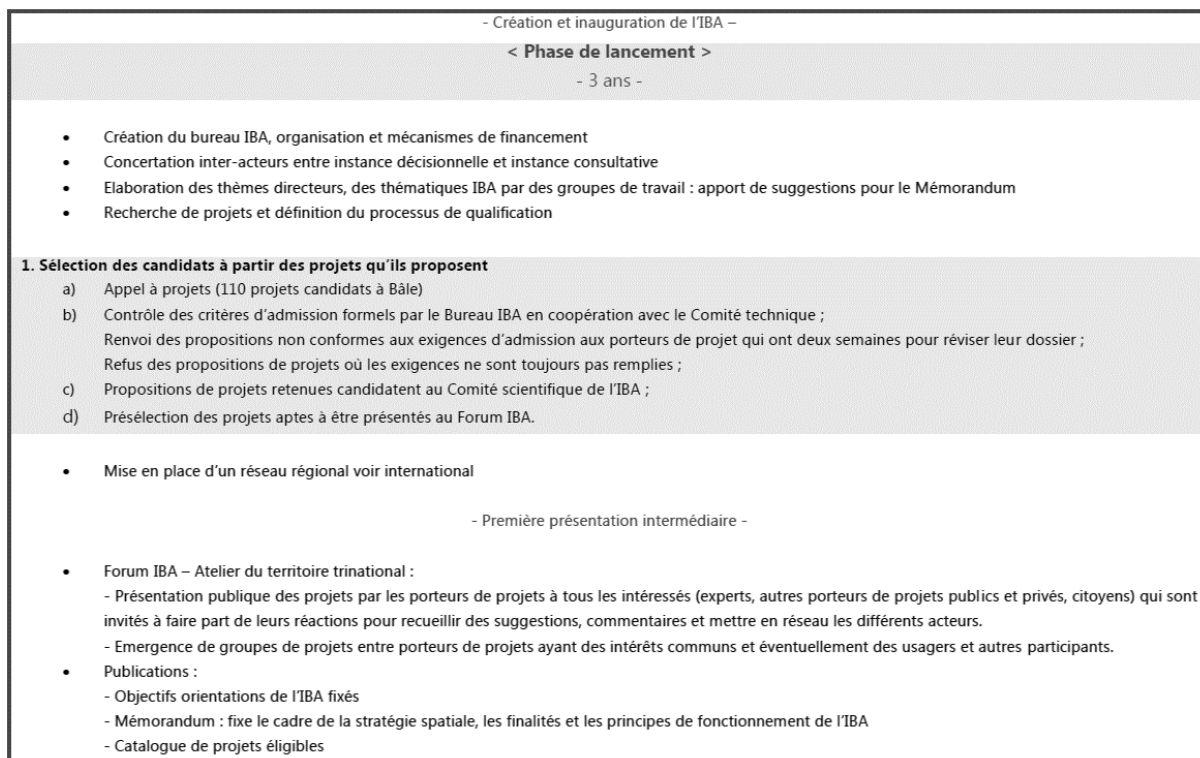 - Création et inauguration de l'IBA –
< Phase de lancement >
- 3 ans -
• Création du bureau IBA, organisation et mécanismes de financement
• Concertation inter-acteurs entre instance décisionnelle et instance consultative
• Elaboration des thèmes directeurs, des thématiques IBA par des groupes de travail : apport de suggestions pour le Mémorandum
• Recherche de projets et définition du processus de qualification
1. Sélection des candidats à partir des projets qu'ils proposent
a) Appel à projets (110 projets candidats à Bâle)
b) Contrôle des critères d'admission formels par le Bureau IBA en coopération avec le Comité technique ;
Renvoi des propositions non conformes aux exigences d'admission aux porteurs de projet qui ont deux semaines pour réviser leur dossier ;
Refus des propositions de projets où les exigences ne sont toujours pas remplies ;
c) Propositions de projets retenues candidatent au Comité scientifique de l'IBA ;
d) Présélection des projets aptes à être présentés au Forum IBA.
• Mise en place d'un réseau régional voir international
- Première présentation intermédiaire -
• Forum IBA – Atelier du territoire trinational :
- Présentation publique des projets par les porteurs de projets à tous les intéressés (experts, autres porteurs de projets publics et privés, citoyens) qui sont
invités à faire part de leurs réactions pour recueillir des suggestions, commentaires et mettre en réseau les différents acteurs.
- Emergence de groupes de projets entre porteurs de projets ayant des intérêts communs et éventuellement des usagers et autres participants.
• Publications :
- Objectifs orientations de l'IBA fixés
- Mémorandum : fixe le cadre de la stratégie spatiale, les finalités et les principes de fonctionnement de l'IBA
- Catalogue de projets éligibles